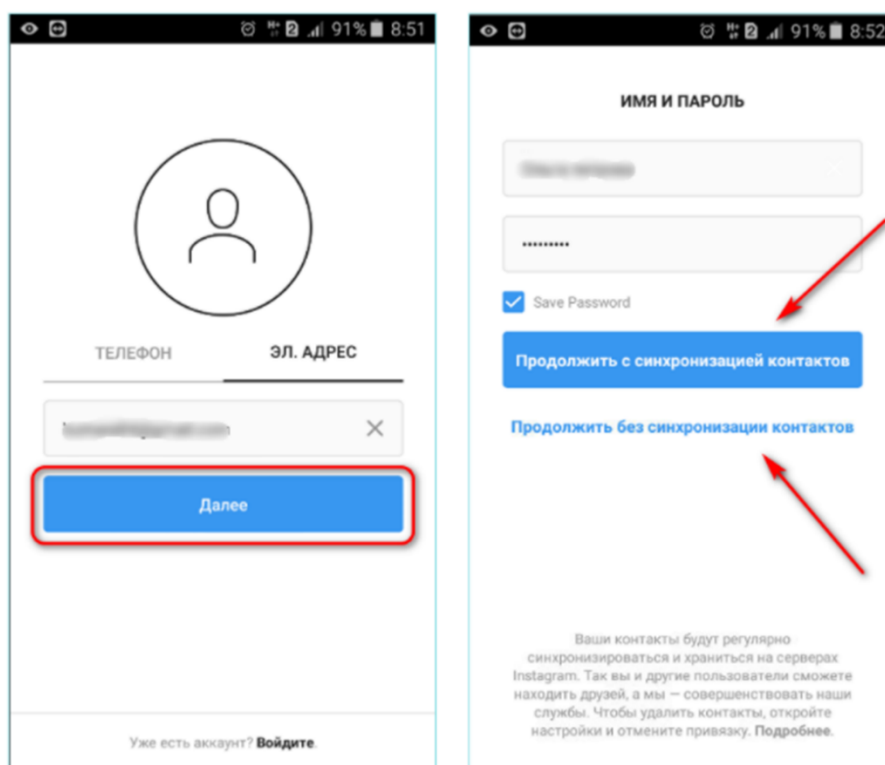 91% 8:51
ТЕЛЕФОН
ЭЛ. АДРЕС
Далее
Уже есть аккаунт? Войдите.
91% 8:52
ИМЯ И ПАРОЛЬ
•••••••••
Save Password
Продолжить с синхронизацией контактов
Продолжить без синхронизации контактов
Ваши контакты будут регулярно
синхронизироваться и храниться на серверах
Instagram. Так вы и другие пользователи сможете
находить друзей, а мы — совершенствовать наши
службы. Чтобы удалить контакты, откройте
настройки и отмените привязку. Подробнее.